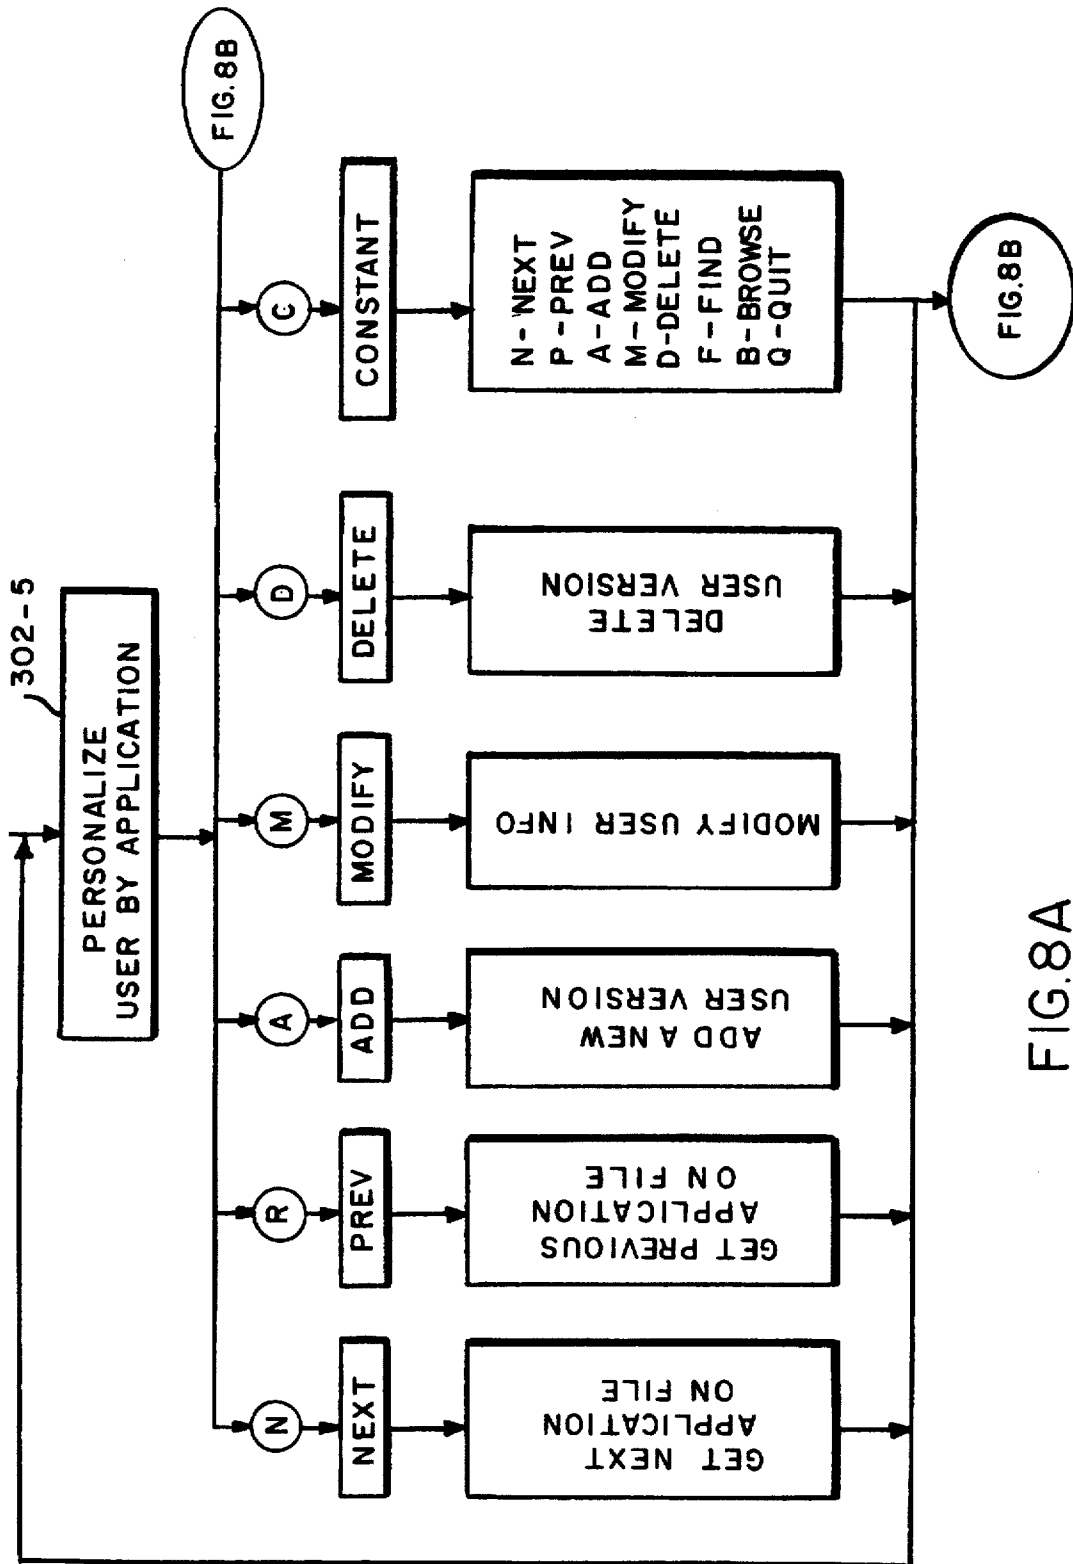 302-5
PERSONALIZE
USER BY APPLICATION
FIG. 8B
N
R
A
M
D
C
NEXT
PREV
ADD
MODIFY
DELETE
CONSTANT
GET NEXT
APPLICATION
ON FILE
GET PREVIOUS
APPLICATION
ON FILE
ADD A NEW
USER VERSION
MODIFY USER INFO
DELETE
USER VERSION
N-NEXT
P-PREV
A-ADD
M-MODIFY
D-DELETE
F-FIND
B-BROWSE
Q-QUIT
FIG.8B
FIG.8A